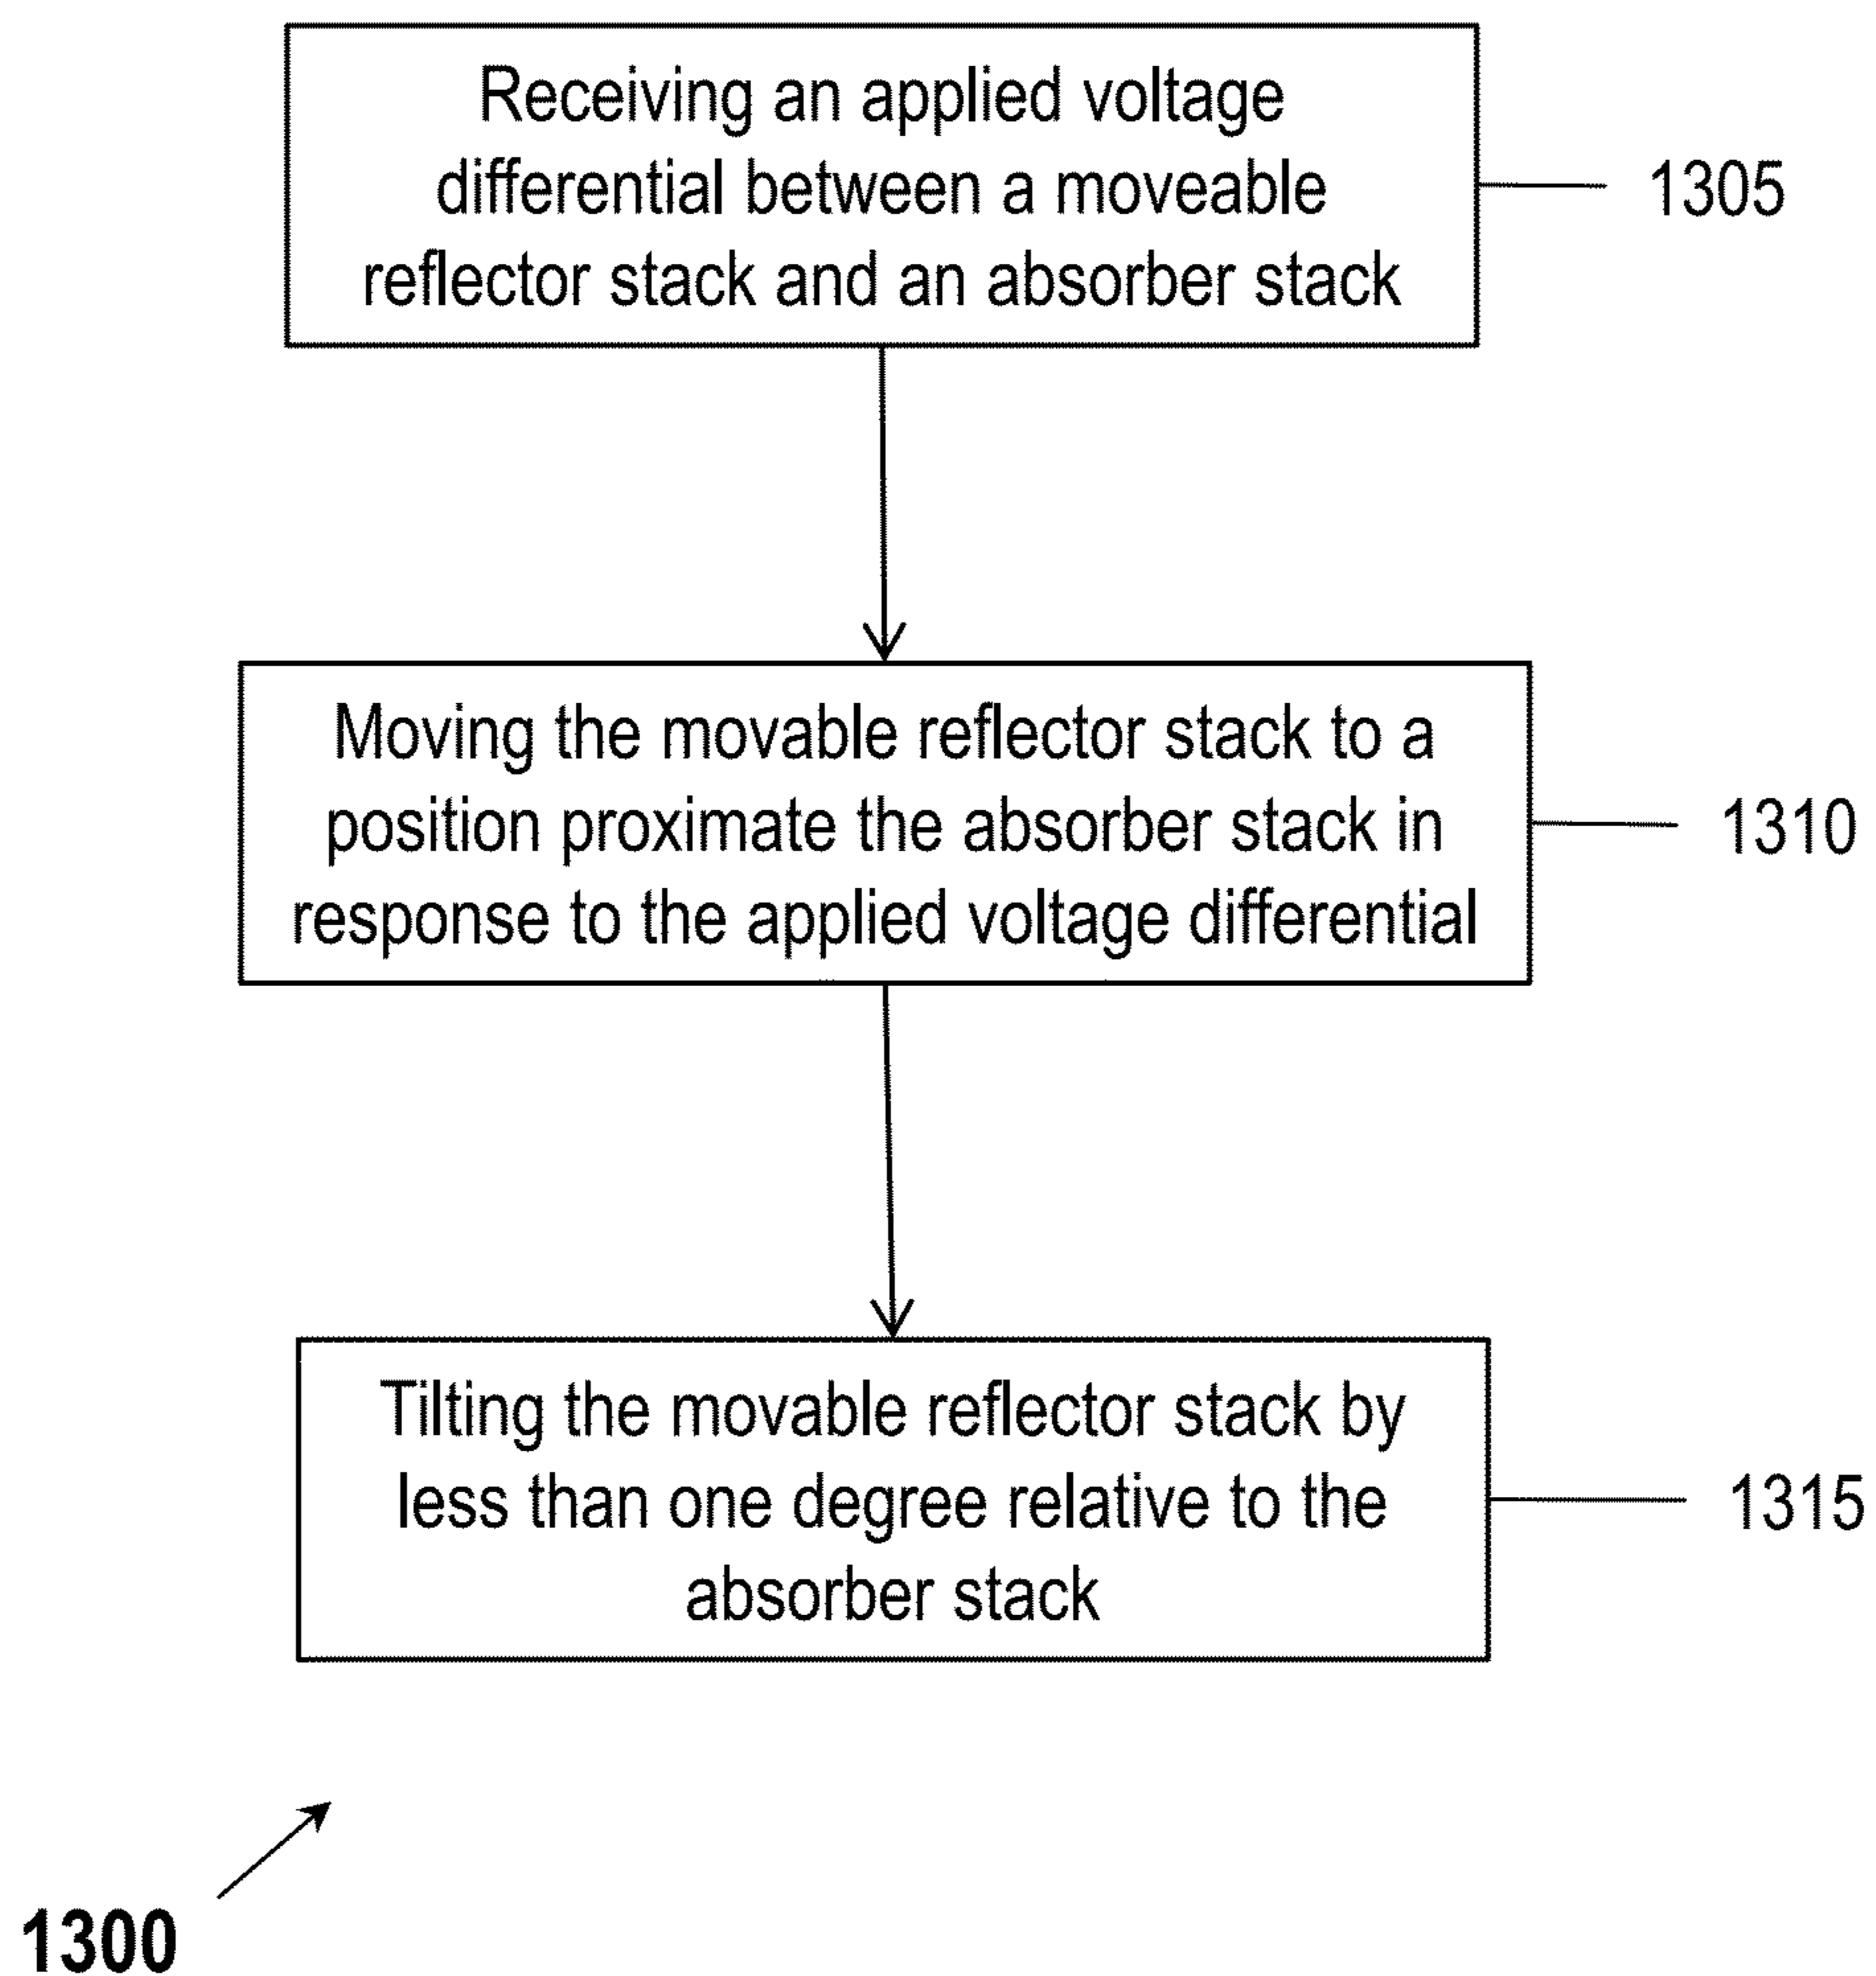 Receiving an applied voltage
differential between a moveable
reflector stack and an absorber stack
1305
Moving the movable reflector stack to a
position proximate the absorber stack in
response to the applied voltage differential
1310
Tilting the movable reflector stack by
less than one degree relative to the
absorber stack
1315
1300